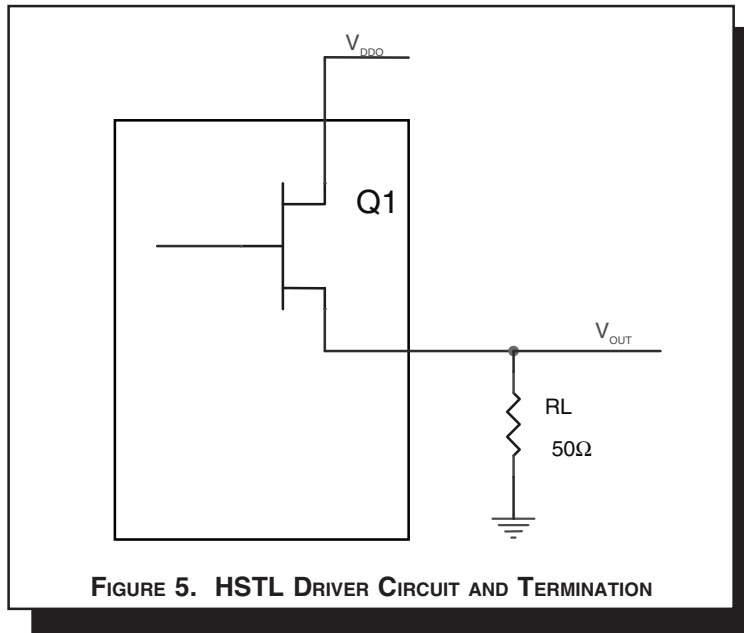 VDDO
Q1
VOUT
RL
50Ω
FIGURE 5. HSTL DRIVER CIRCUIT AND TERMINATION